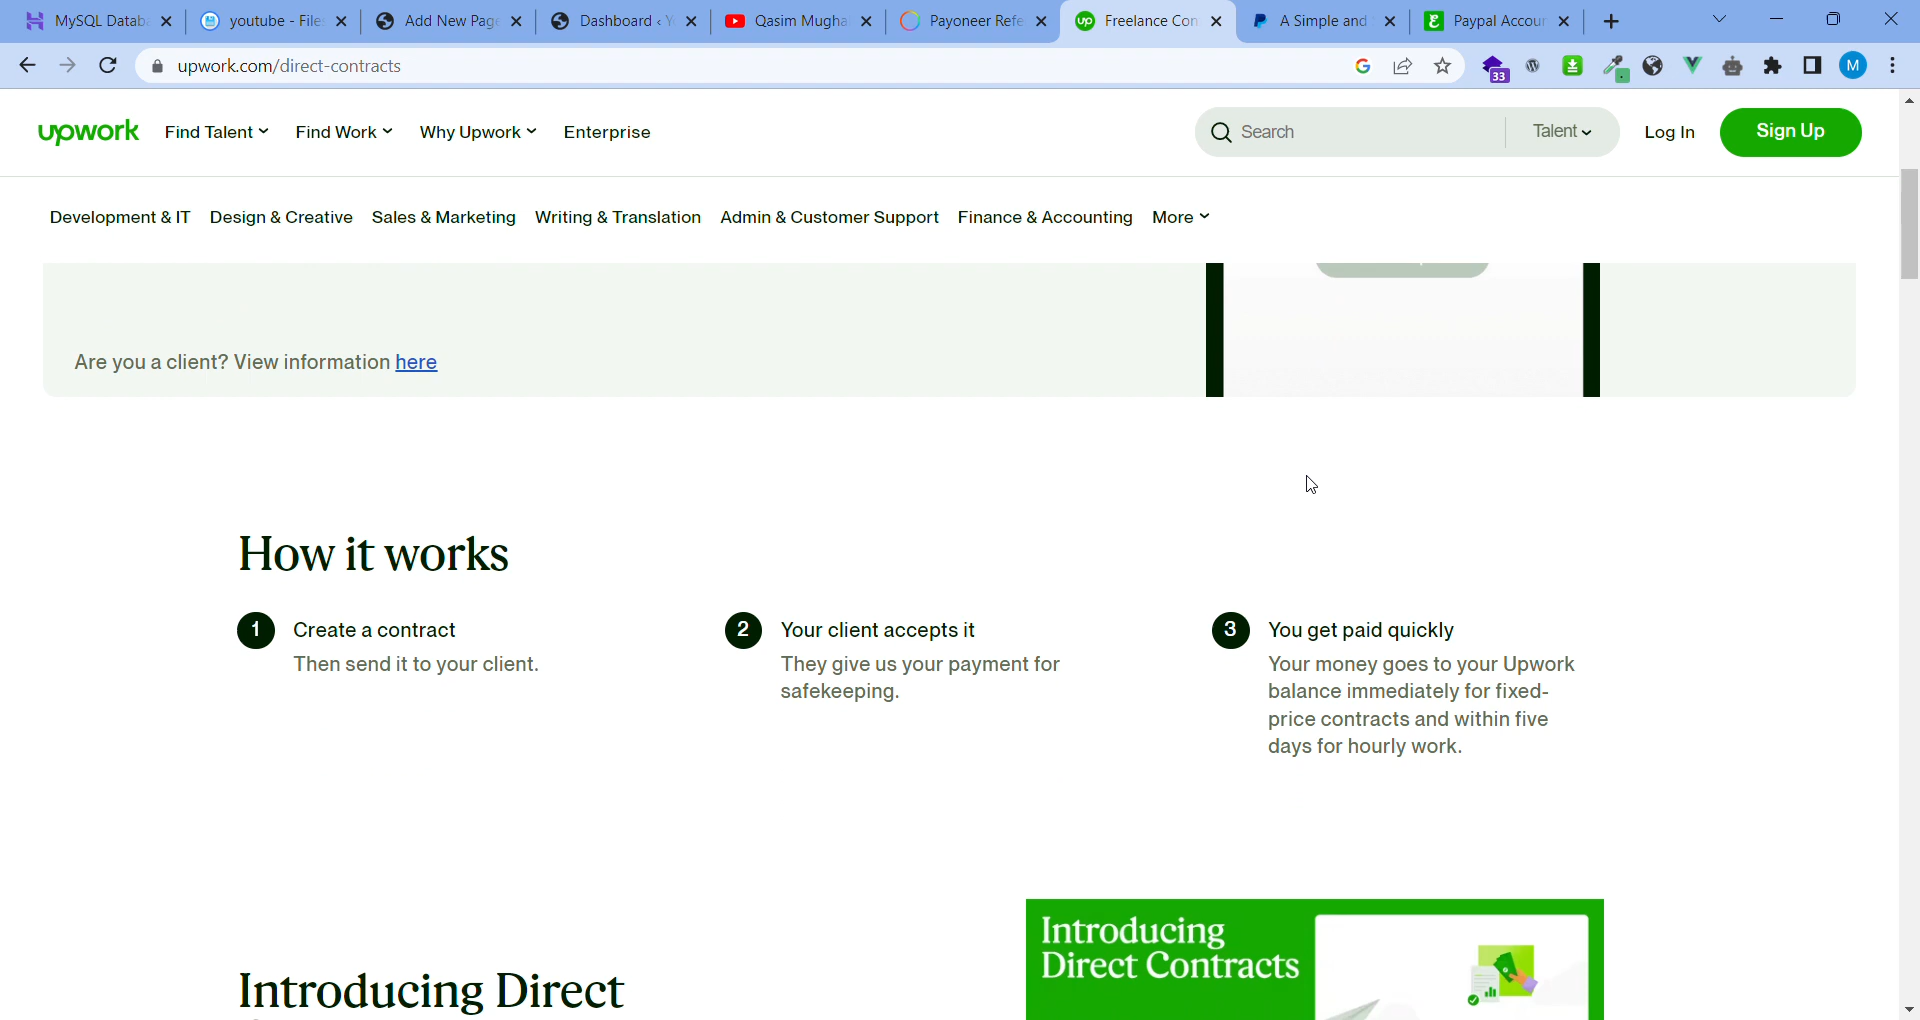 MySQL Databa
youtube - File
Add New Page
Dashboard ‹ Y
Qasim Mugha
Payoneer Refe
Freelance Con
A Simple and
Paypal Accoun
upwork.com/direct-contracts
33
M
upwork
Find Talent
Find Work
Why Upwork
Enterprise
Search
Talent
Log In
Sign Up
Development & IT
Design & Creative
Sales & Marketing
Writing & Translation
Admin & Customer Support
Finance & Accounting
More
Are you a client? View information here
How it works
1
Create a contract
Then send it to your client.
2
Your client accepts it
They give us your payment for
safekeeping.
3
You get paid quickly
Your money goes to your Upwork
balance immediately for fixed-
price contracts and within five
days for hourly work.
Introducing Direct
Introducing
Direct Contracts